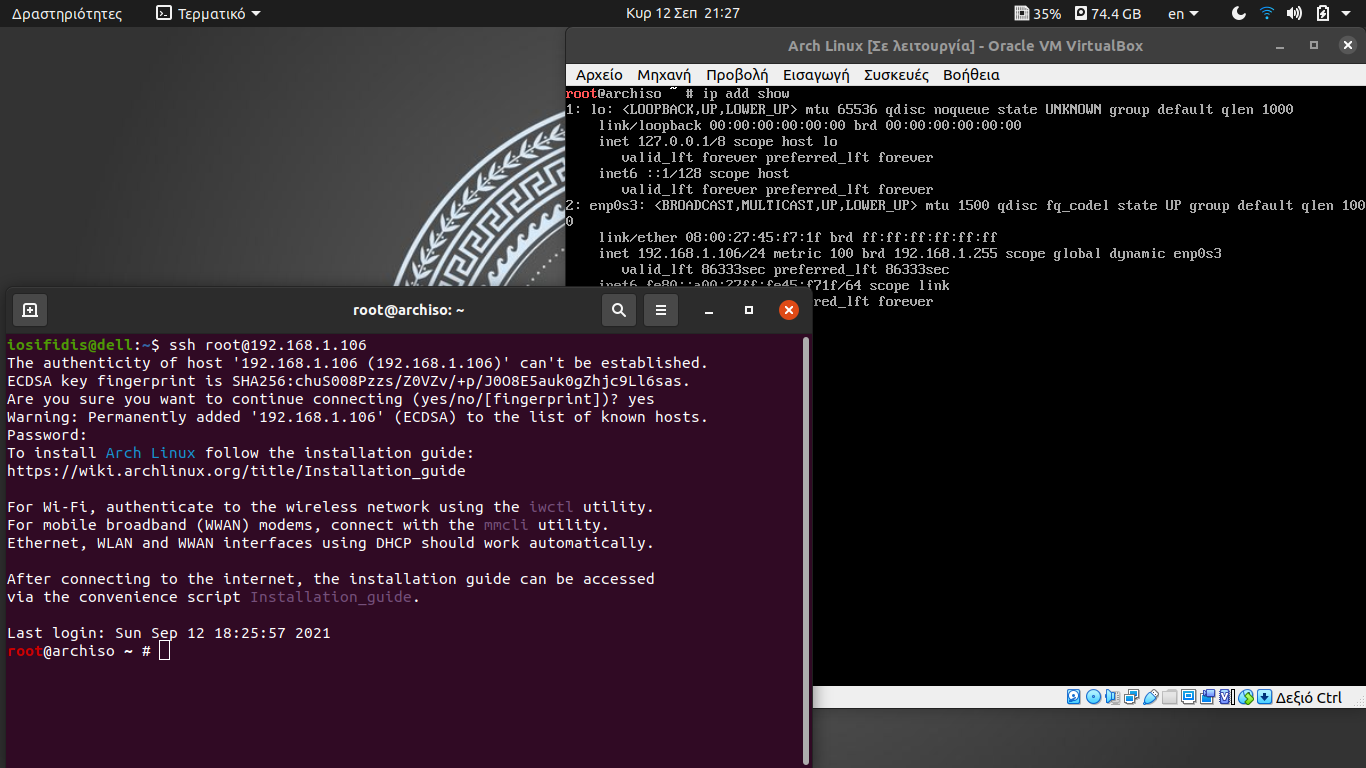 Δραστηριότητες Τερματικό Κυρ 12 Σεπ 21:27 35% 74.4 GB en
Arch Linux [Σε λειτουργία] - Oracle VM VirtualBox
Αρχείο Μηχανή Προβολή Εισαγωγή Συσκευές Βοήθεια
root@archiso ~ # ip add show
1: lo: <LOOPBACK,UP,LOWER_UP> mtu 65536 qdisc noqueue state UNKNOWN group default qlen 1000
link/loopback 00:00:00:00:00:00 brd 00:00:00:00:00:00
inet 127.0.0.1/8 scope host lo
valid_lft forever preferred_lft forever
inet6 ::1/128 scope host
valid_lft forever preferred_lft forever
2: enp0s3: <BROADCAST,MULTICAST,UP,LOWER_UP> mtu 1500 qdisc fq_codel state UP group default qlen 100
0
link/ether 08:00:27:45:f7:1f brd ff:ff:ff:ff:ff:ff
inet 192.168.1.106/24 metric 100 brd 192.168.1.255 scope global dynamic enp0s3
valid_lft 86333sec preferred_lft 86333sec
inet6 fe80::a00:27ff:fe45:f71f/64 scope link
rred_lft forever
root@archiso: ~
iosifidis@dell:~$ ssh root@192.168.1.106
The authenticity of host '192.168.1.106 (192.168.1.106)' can't be established.
ECDSA key fingerprint is SHA256:chuS008Pzzs/Z0VZv/+p/J0O8E5auk0gZhjc9Ll6sas.
Are you sure you want to continue connecting (yes/no/[fingerprint])? yes
Warning: Permanently added '192.168.1.106' (ECDSA) to the list of known hosts.
Password:
To install Arch Linux follow the installation guide:
https://wiki.archlinux.org/title/Installation_guide
For Wi-Fi, authenticate to the wireless network using the iwctl utility.
For mobile broadband (WWAN) modems, connect with the mmcli utility.
Ethernet, WLAN and WWAN interfaces using DHCP should work automatically.
After connecting to the internet, the installation guide can be accessed
via the convenience script Installation_guide.
Last login: Sun Sep 12 18:25:57 2021
root@archiso ~ #
Δεξιό Ctrl